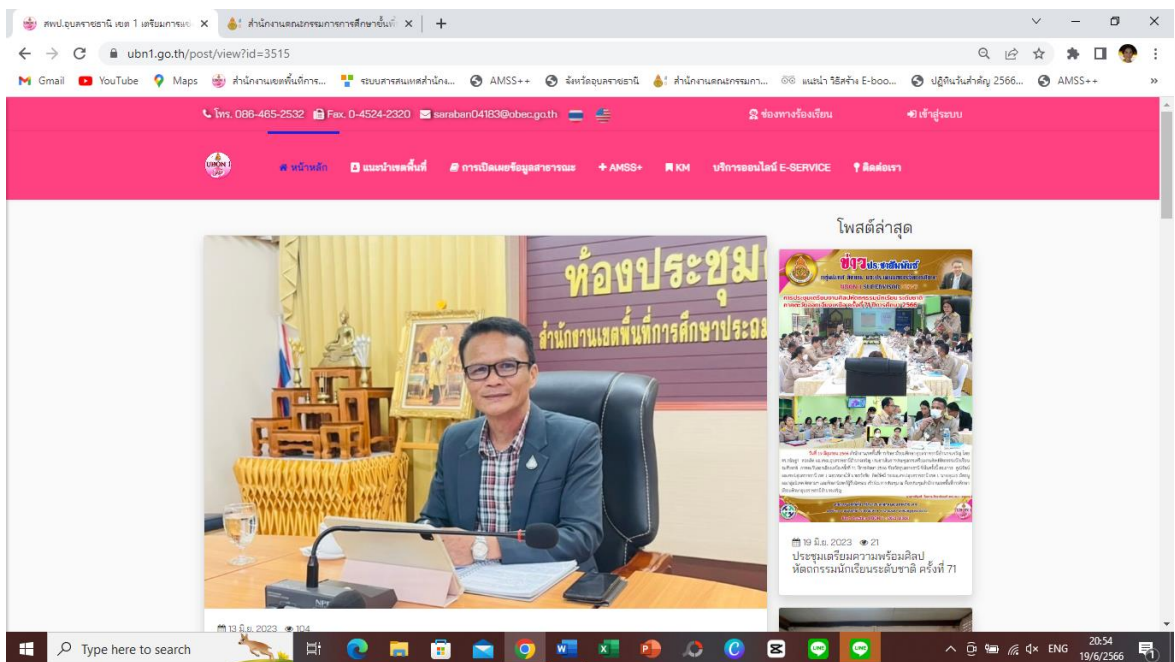 สพป.อุบลราชธานี เขต 1 เตรียมการแข
สำนักงานคณะกรรมการการศึกษาขั้นพื้
ubn1.go.th/post/view?id=3515
Gmail YouTube Maps สำนักงานเขตพื้นที่การ... ระบบสารสนเทศสำนัก... AMSS++ จังหวัดอุบลราชธานี สำนักงานคณะกรรมกา... แนะนำ วิธีสร้าง E-boo... ปฏิทินวันสำคัญ 2566... AMSS++ »
โทร. 086-465-2532 Fax. 0-4524-2320 saraban04183@obec.go.th ช่องทางร้องเรียน เข้าสู่ระบบ
UBON 1 หน้าหลัก แนะนำเขตพื้นที่ การเปิดเผยข้อมูลสาธารณะ + AMSS+ KM บริการออนไลน์ E-SERVICE ติดต่อเรา
โพสต์ล่าสุด
ห้องประชุม
สำนักงานเขตพื้นที่การศึกษาประถม
ข่าวประชาสัมพันธ์
19 มิ.ย. 2023 21
ประชุมเตรียมความพร้อมศิลป
หัตถกรรมนักเรียนระดับชาติ ครั้งที่ 71
13 มิ.ย. 2023 104
Type here to search
ENG
20:54
19/6/2566